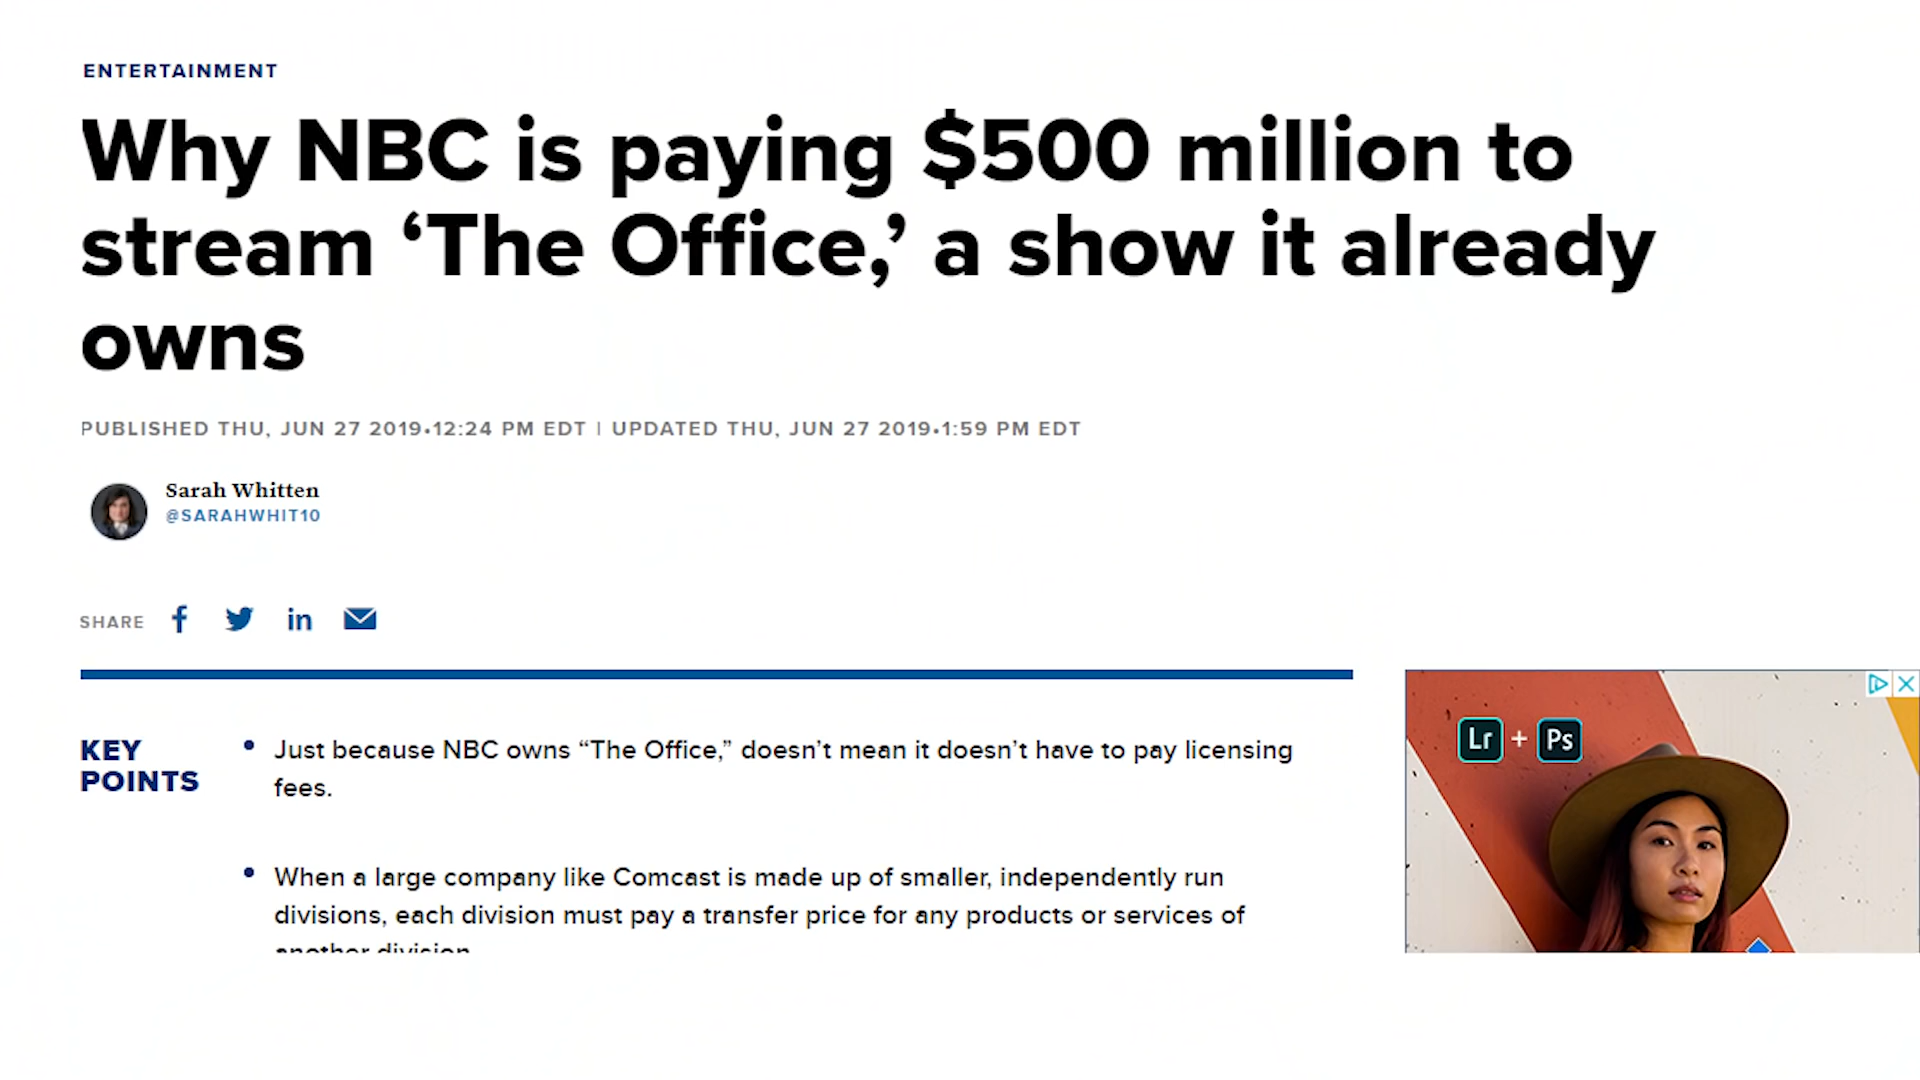 ENTERTAINMENT
Why NBC is paying $500 million to
stream ‘The Office,’ a show it already
owns
PUBLISHED THU, JUN 27 2019•12:24 PM EDT | UPDATED THU, JUN 27 2019•1:59 PM EDT
Sarah Whitten
@SARAHWHIT10
SHARE
KEY
POINTS
• Just because NBC owns “The Office,” doesn’t mean it doesn’t have to pay licensing
fees.
• When a large company like Comcast is made up of smaller, independently run
divisions, each division must pay a transfer price for any products or services of
another division
Lr + Ps